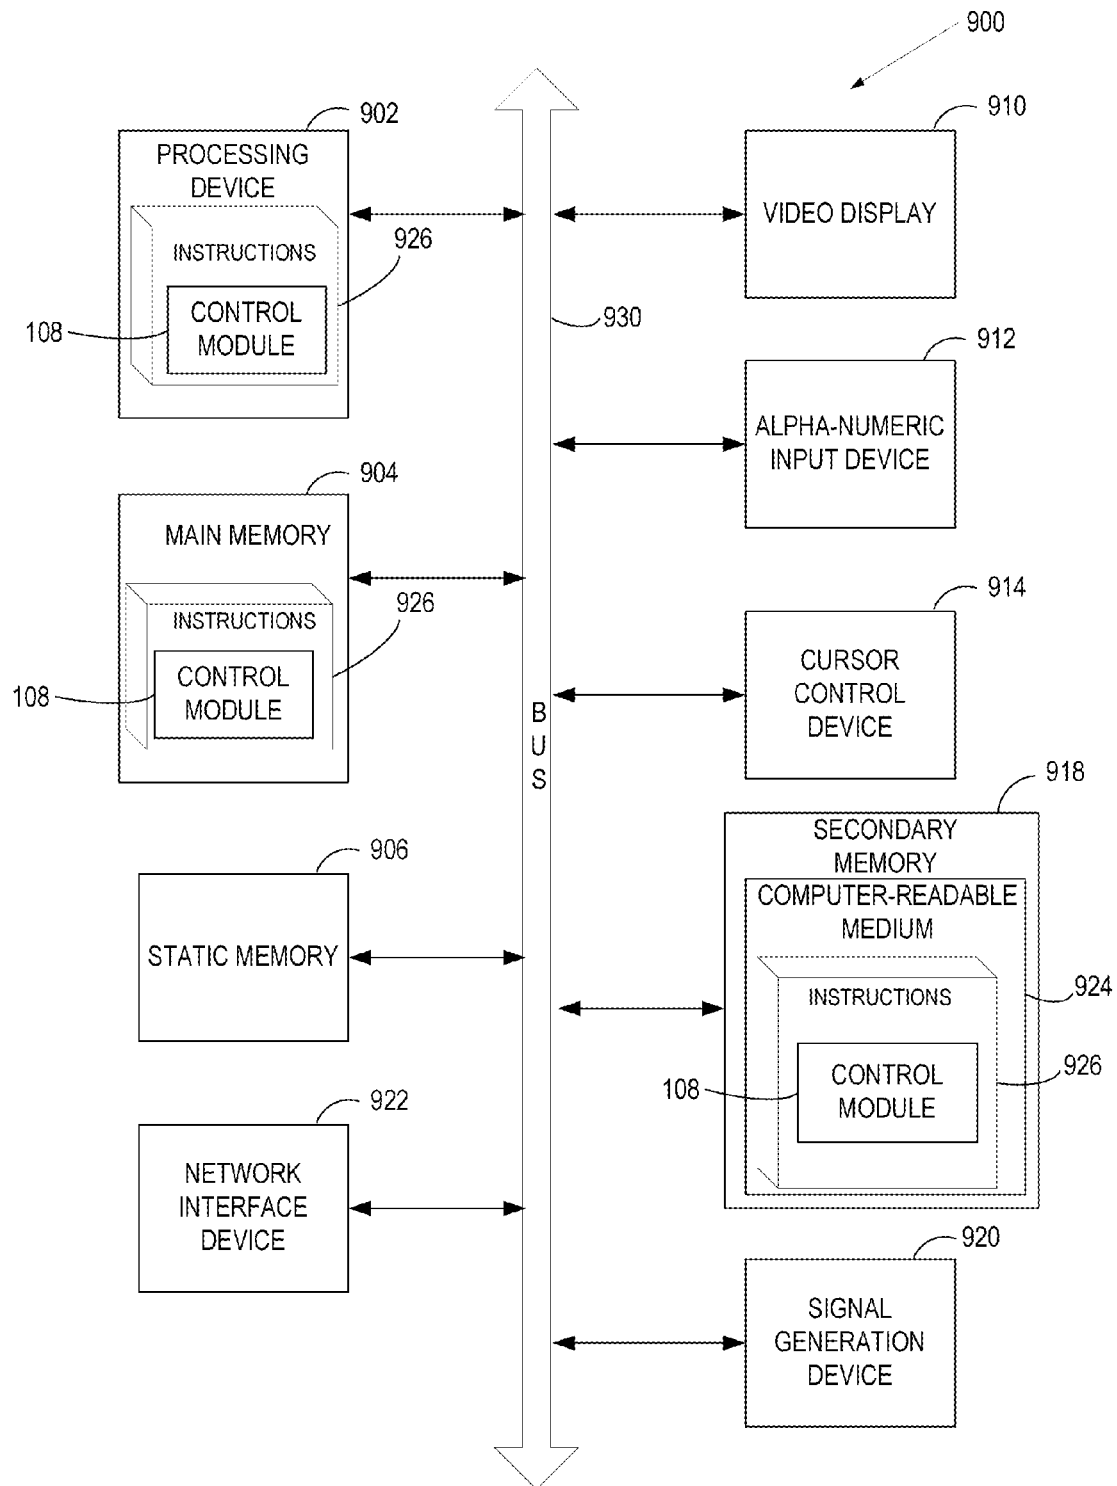 900
902
PROCESSING
DEVICE
INSTRUCTIONS
926
CONTROL
MODULE
108
904
MAIN MEMORY
INSTRUCTIONS
926
CONTROL
MODULE
108
906
STATIC MEMORY
922
NETWORK
INTERFACE
DEVICE
930
B
U
S
910
VIDEO DISPLAY
912
ALPHA-NUMERIC
INPUT DEVICE
914
CURSOR
CONTROL
DEVICE
918
SECONDARY
MEMORY
COMPUTER-READABLE
MEDIUM
924
INSTRUCTIONS
926
CONTROL
MODULE
108
920
SIGNAL
GENERATION
DEVICE